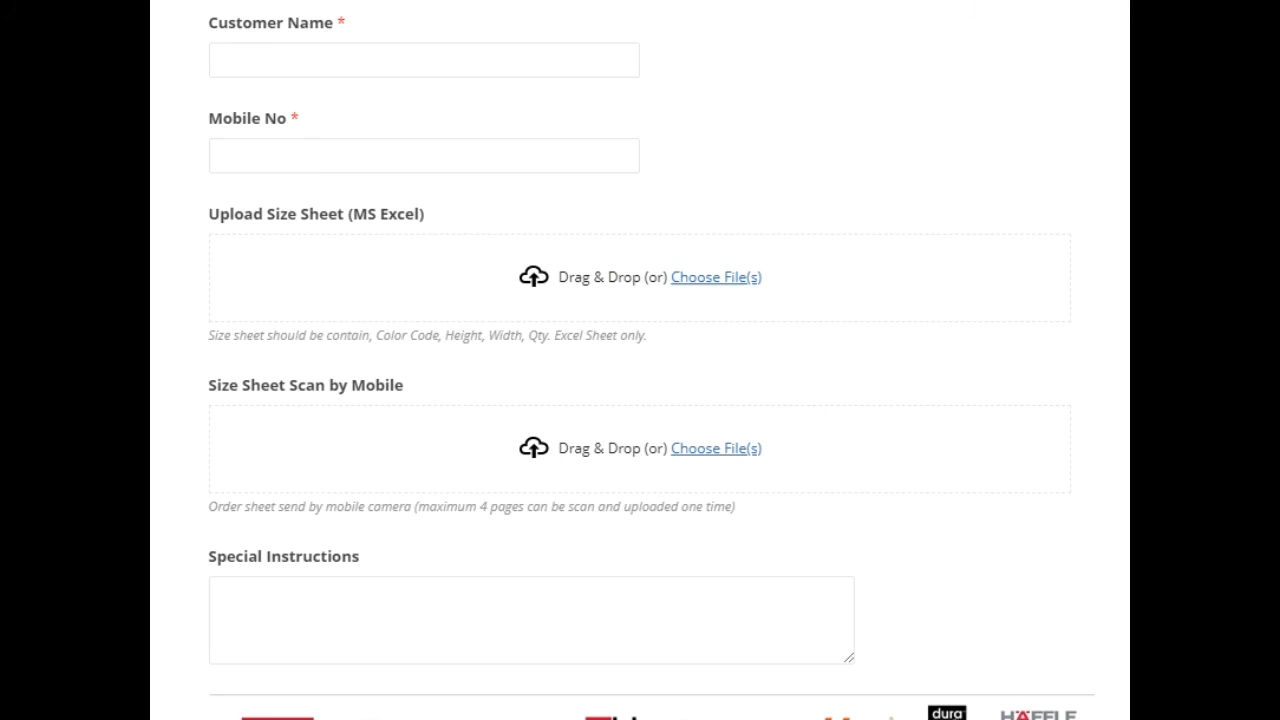 Customer Name *
Mobile No *
Upload Size Sheet (MS Excel)
Drag & Drop (or) Choose File(s)
Size sheet should be contain, Color Code, Height, Width, Qty. Excel Sheet only.
Size Sheet Scan by Mobile
Drag & Drop (or) Choose File(s)
Order sheet send by mobile camera (maximum 4 pages can be scan and uploaded one time)
Special Instructions
dura HÄFELE